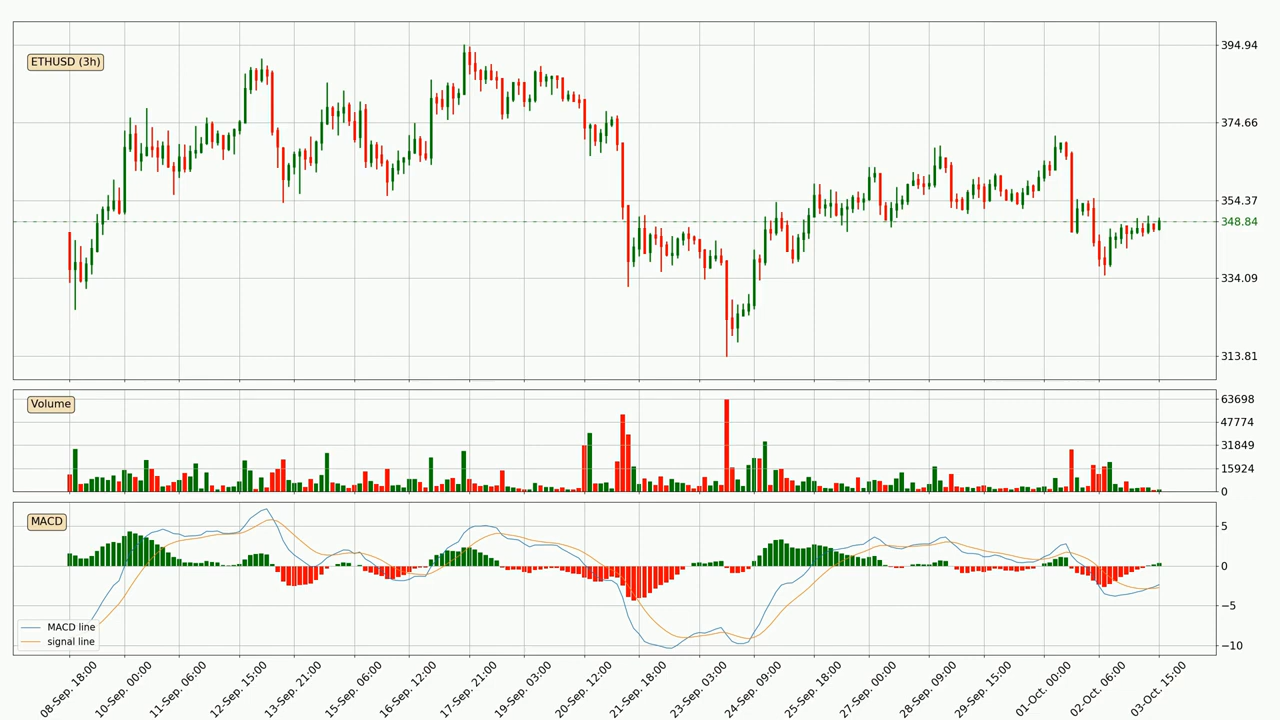 ETHUSD (3h)
394.94
374.66
354.37
348.84
334.09
313.81
Volume
63698
47774
31849
15924
0
MACD
5
0
−5
−10
MACD line
signal line
08-Sep. 18:00
10-Sep. 00:00
11-Sep. 06:00
12-Sep. 15:00
13-Sep. 21:00
15-Sep. 06:00
16-Sep. 12:00
17-Sep. 21:00
19-Sep. 03:00
20-Sep. 12:00
21-Sep. 18:00
23-Sep. 03:00
24-Sep. 09:00
25-Sep. 18:00
27-Sep. 00:00
28-Sep. 09:00
29-Sep. 15:00
01-Oct. 00:00
02-Oct. 06:00
03-Oct. 15:00